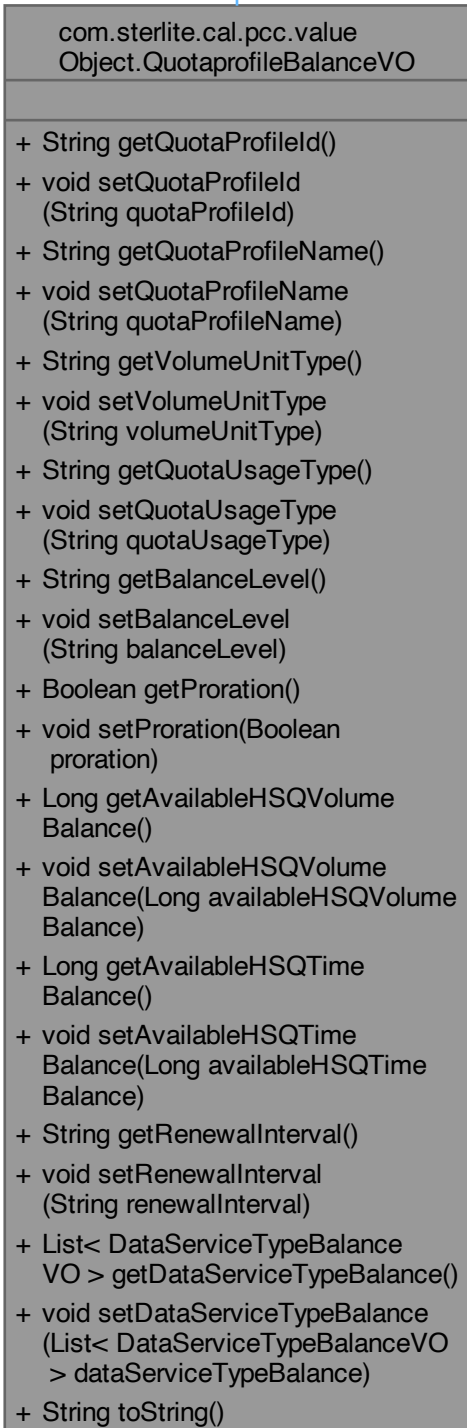 com.sterlite.cal.pcc.value
Object.QuotaprofileBalanceVO
+ String getQuotaProfileId()
+ void setQuotaProfileId
(String quotaProfileId)
+ String getQuotaProfileName()
+ void setQuotaProfileName
(String quotaProfileName)
+ String getVolumeUnitType()
+ void setVolumeUnitType
(String volumeUnitType)
+ String getQuotaUsageType()
+ void setQuotaUsageType
(String quotaUsageType)
+ String getBalanceLevel()
+ void setBalanceLevel
(String balanceLevel)
+ Boolean getProration()
+ void setProration(Boolean
proration)
+ Long getAvailableHSQVolume
Balance()
+ void setAvailableHSQVolume
Balance(Long availableHSQVolume
Balance)
+ Long getAvailableHSQTime
Balance()
+ void setAvailableHSQTime
Balance(Long availableHSQTime
Balance)
+ String getRenewalInterval()
+ void setRenewalInterval
(String renewalInterval)
+ List< DataServiceTypeBalance
VO > getDataServiceTypeBalance()
+ void setDataServiceTypeBalance
(List< DataServiceTypeBalanceVO
> dataServiceTypeBalance)
+ String toString()